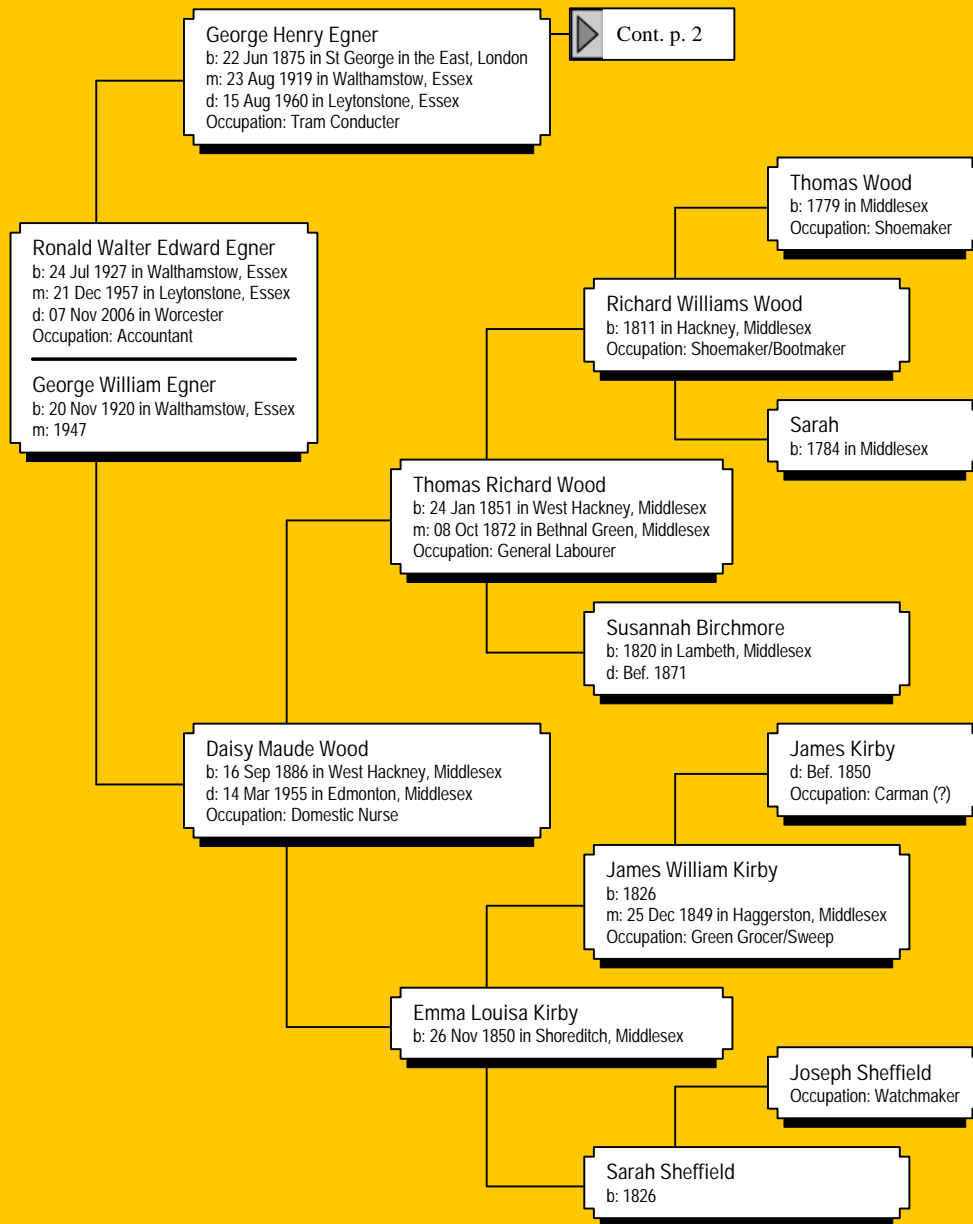 George Henry Egner
b: 22 Jun 1875 in St George in the East, London
m: 23 Aug 1919 in Walthamstow, Essex
d: 15 Aug 1960 in Leytonstone, Essex
Occupation: Tram Conducter
Cont. p. 2
Thomas Wood
b: 1779 in Middlesex
Occupation: Shoemaker
Ronald Walter Edward Egner
b: 24 Jul 1927 in Walthamstow, Essex
m: 21 Dec 1957 in Leytonstone, Essex
d: 07 Nov 2006 in Worcester
Occupation: Accountant
George William Egner
b: 20 Nov 1920 in Walthamstow, Essex
m: 1947
Richard Williams Wood
b: 1811 in Hackney, Middlesex
Occupation: Shoemaker/Bootmaker
Sarah
b: 1784 in Middlesex
Thomas Richard Wood
b: 24 Jan 1851 in West Hackney, Middlesex
m: 08 Oct 1872 in Bethnal Green, Middlesex
Occupation: General Labourer
Susannah Birchmore
b: 1820 in Lambeth, Middlesex
d: Bef. 1871
Daisy Maude Wood
b: 16 Sep 1886 in West Hackney, Middlesex
d: 14 Mar 1955 in Edmonton, Middlesex
Occupation: Domestic Nurse
James Kirby
d: Bef. 1850
Occupation: Carman (?)
James William Kirby
b: 1826
m: 25 Dec 1849 in Haggerston, Middlesex
Occupation: Green Grocer/Sweep
Emma Louisa Kirby
b: 26 Nov 1850 in Shoreditch, Middlesex
Joseph Sheffield
Occupation: Watchmaker
Sarah Sheffield
b: 1826